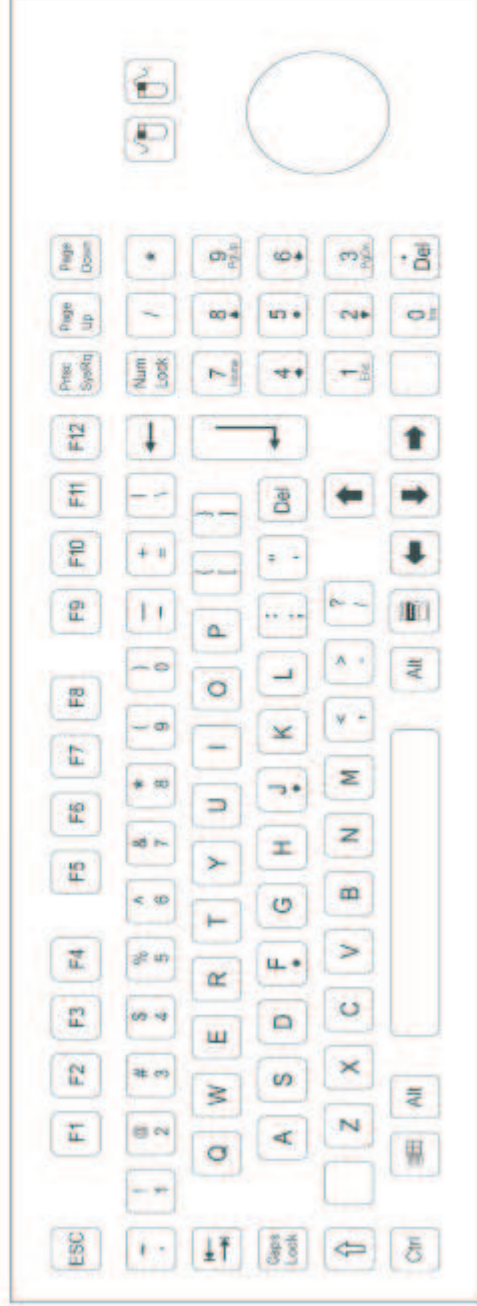 ESC F1 F2 F3 F4 F5 F6 F7 F8 F9 F10 F11 F12 Prtsc SysRq Page Up Page Down
! 1 @ 2 # 3 $ 4 % 5 ^ 6 & 7 * 8 ( 9 ) 0 + = | \ Num Lock / *
Q W E R T Y U I O P { [ } ] 7 Home 8 9 PgUp
Caps Lock A S D F G H J K L : ; " ' Del 4 5 6
Z X C V B N M < , > . ? / 1 End 2 3 PgDn
Ctrl Alt Alt 0 Ins . Del